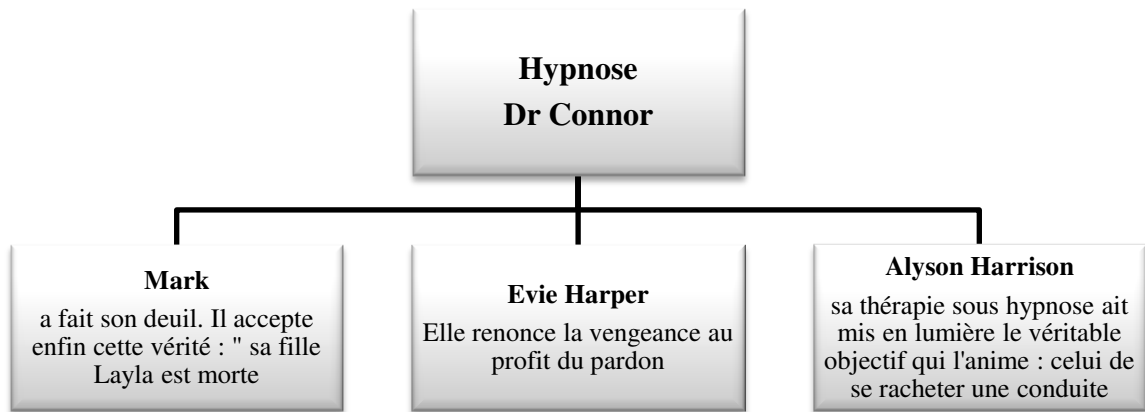 Hypnose
Dr Connor
Mark
a fait son deuil. Il accepte
enfin cette vérité : " sa fille
Layla est morte
Evie Harper
Elle renonce la vengeance au
profit du pardon
Alyson Harrison
sa thérapie sous hypnose ait
mis en lumière le véritable
objectif qui l'anime : celui de
se racheter une conduite